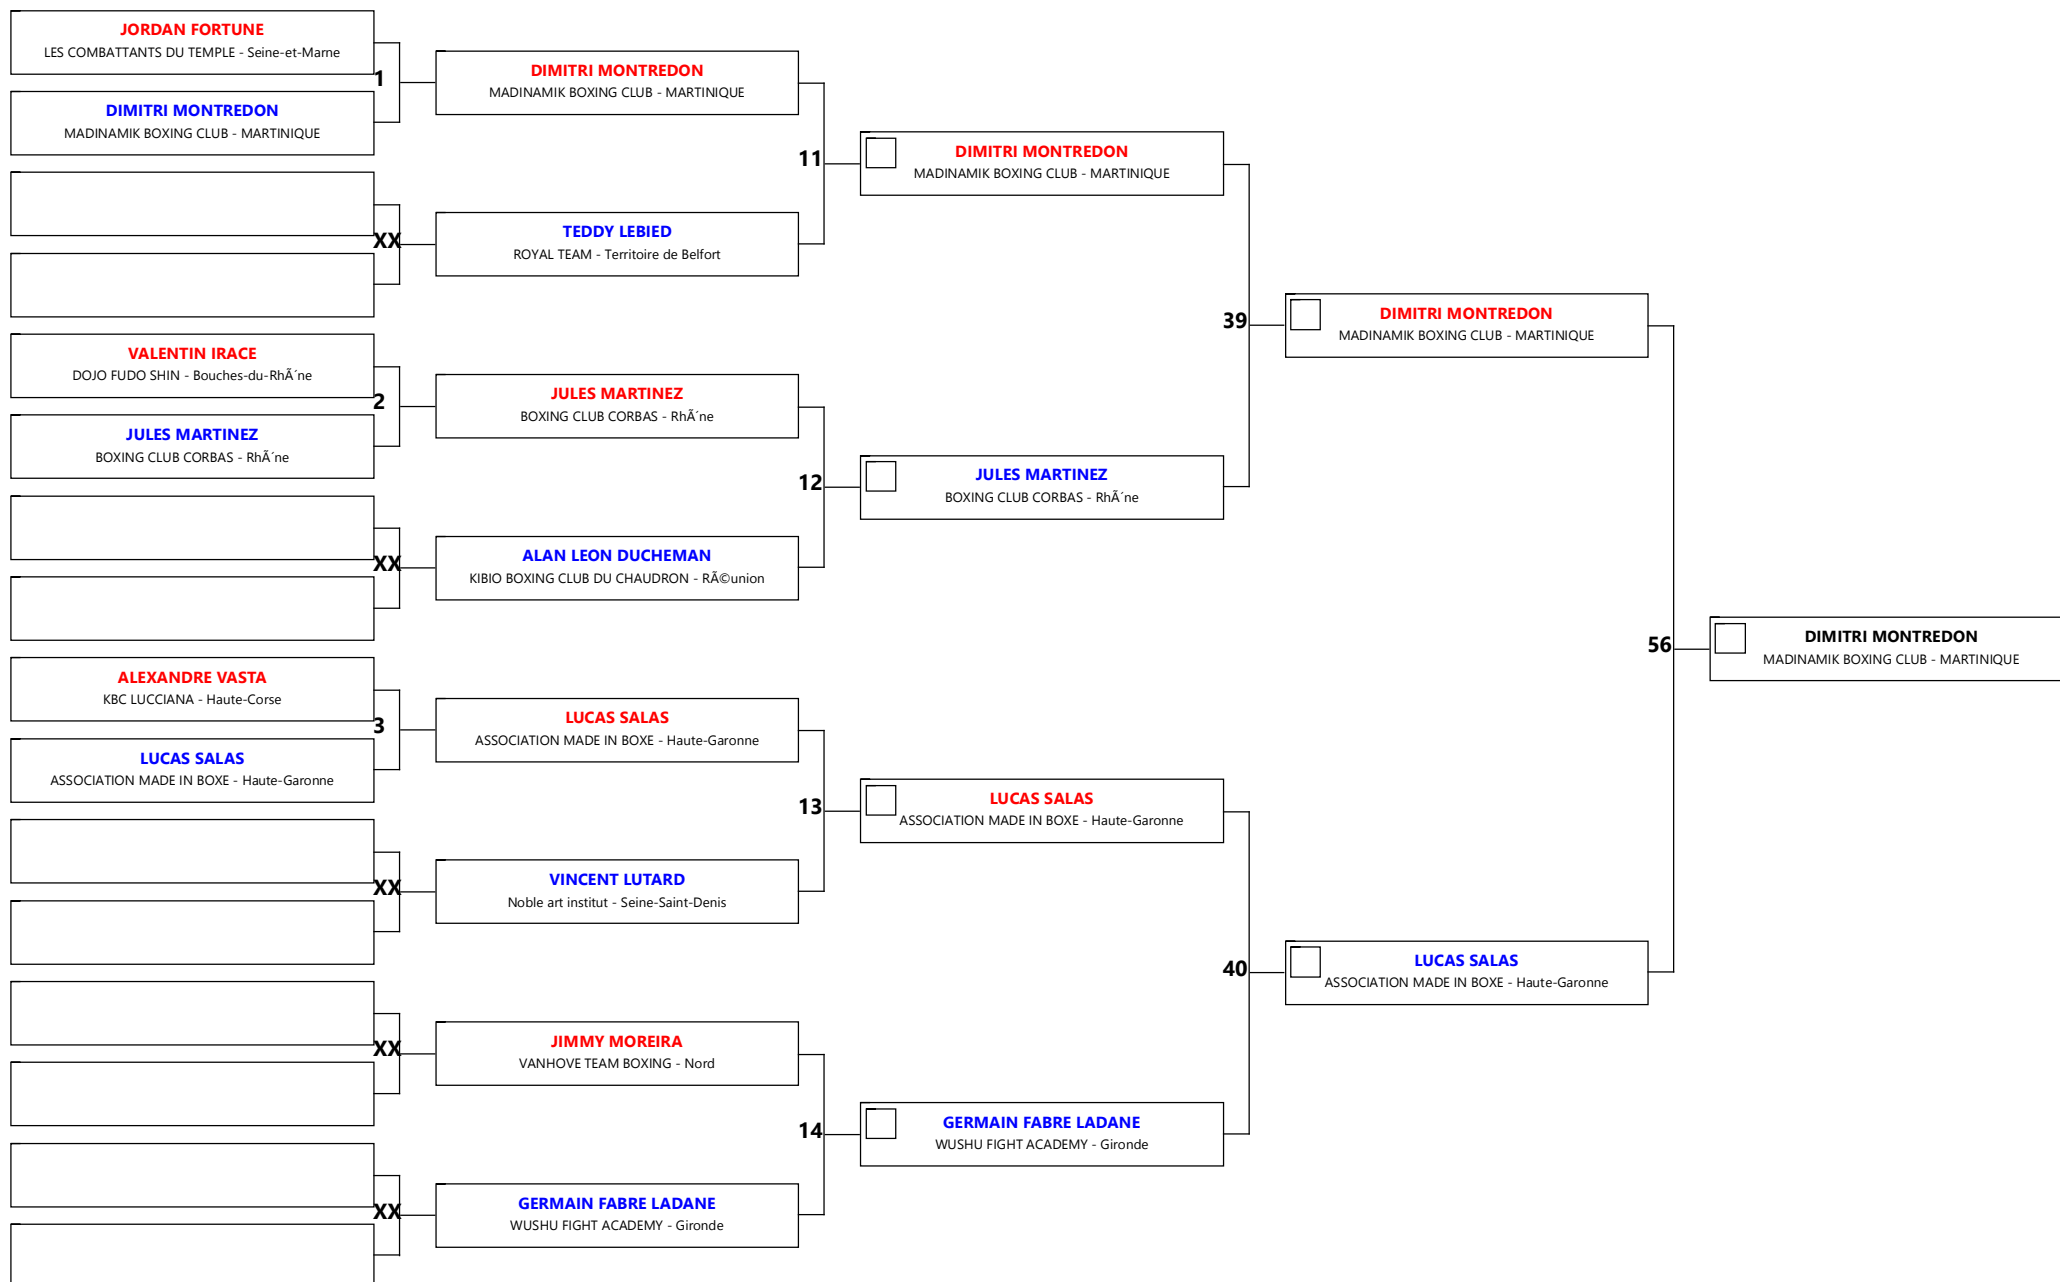 JORDAN FORTUNE
LES COMBATTANTS DU TEMPLE - Seine-et-Marne
1
DIMITRI MONTREDON
MADINAMIK BOXING CLUB - MARTINIQUE
XX
VALENTIN IRACE
DOJO FUDO SHIN - Bouches-du-RhÃ´ne
2
JULES MARTINEZ
BOXING CLUB CORBAS - RhÃ´ne
XX
ALEXANDRE VASTA
KBC LUCCIANA - Haute-Corse
3
LUCAS SALAS
ASSOCIATION MADE IN BOXE - Haute-Garonne
XX
XX
XX
DIMITRI MONTREDON
MADINAMIK BOXING CLUB - MARTINIQUE
11
TEDDY LEBIED
ROYAL TEAM - Territoire de Belfort
JULES MARTINEZ
BOXING CLUB CORBAS - RhÃ´ne
12
ALAN LEON DUCHEMAN
KIBIO BOXING CLUB DU CHAUDRON - RÃ©union
LUCAS SALAS
ASSOCIATION MADE IN BOXE - Haute-Garonne
13
VINCENT LUTARD
Noble art institut - Seine-Saint-Denis
JIMMY MOREIRA
VANHOVE TEAM BOXING - Nord
14
GERMAIN FABRE LADANE
WUSHU FIGHT ACADEMY - Gironde
DIMITRI MONTREDON
MADINAMIK BOXING CLUB - MARTINIQUE
39
JULES MARTINEZ
BOXING CLUB CORBAS - RhÃ´ne
LUCAS SALAS
ASSOCIATION MADE IN BOXE - Haute-Garonne
40
GERMAIN FABRE LADANE
WUSHU FIGHT ACADEMY - Gironde
DIMITRI MONTREDON
MADINAMIK BOXING CLUB - MARTINIQUE
56
LUCAS SALAS
ASSOCIATION MADE IN BOXE - Haute-Garonne
DIMITRI MONTREDON
MADINAMIK BOXING CLUB - MARTINIQUE